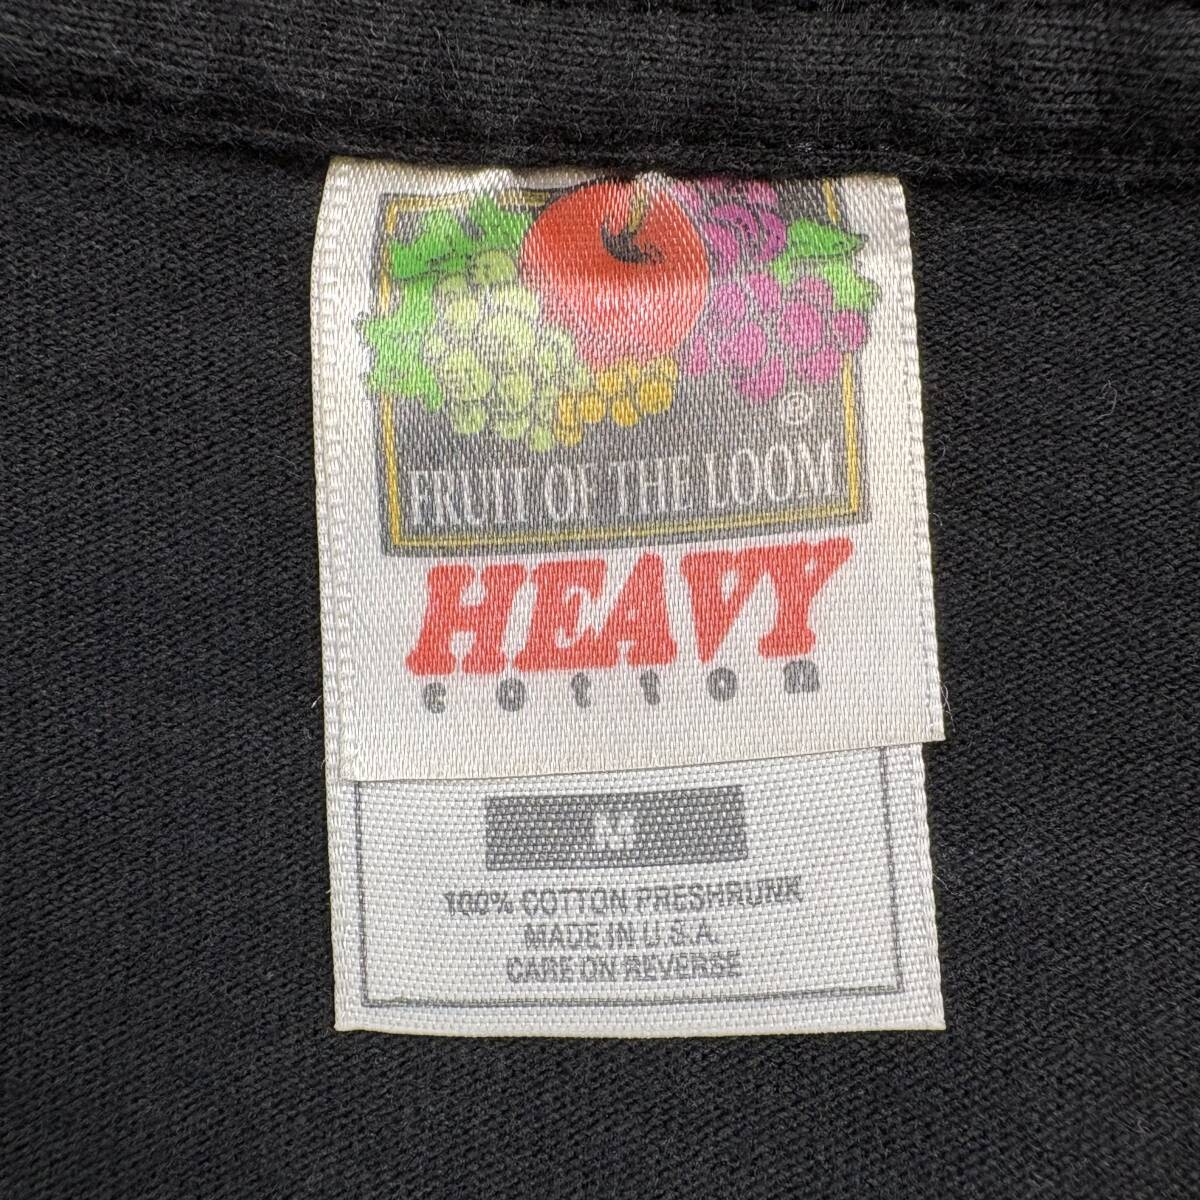 ®
FRUIT OF THE LOOM
HEAVY
cotton
M
100% COTTON PRESHRUNK
MADE IN U.S.A.
CARE ON REVERSE